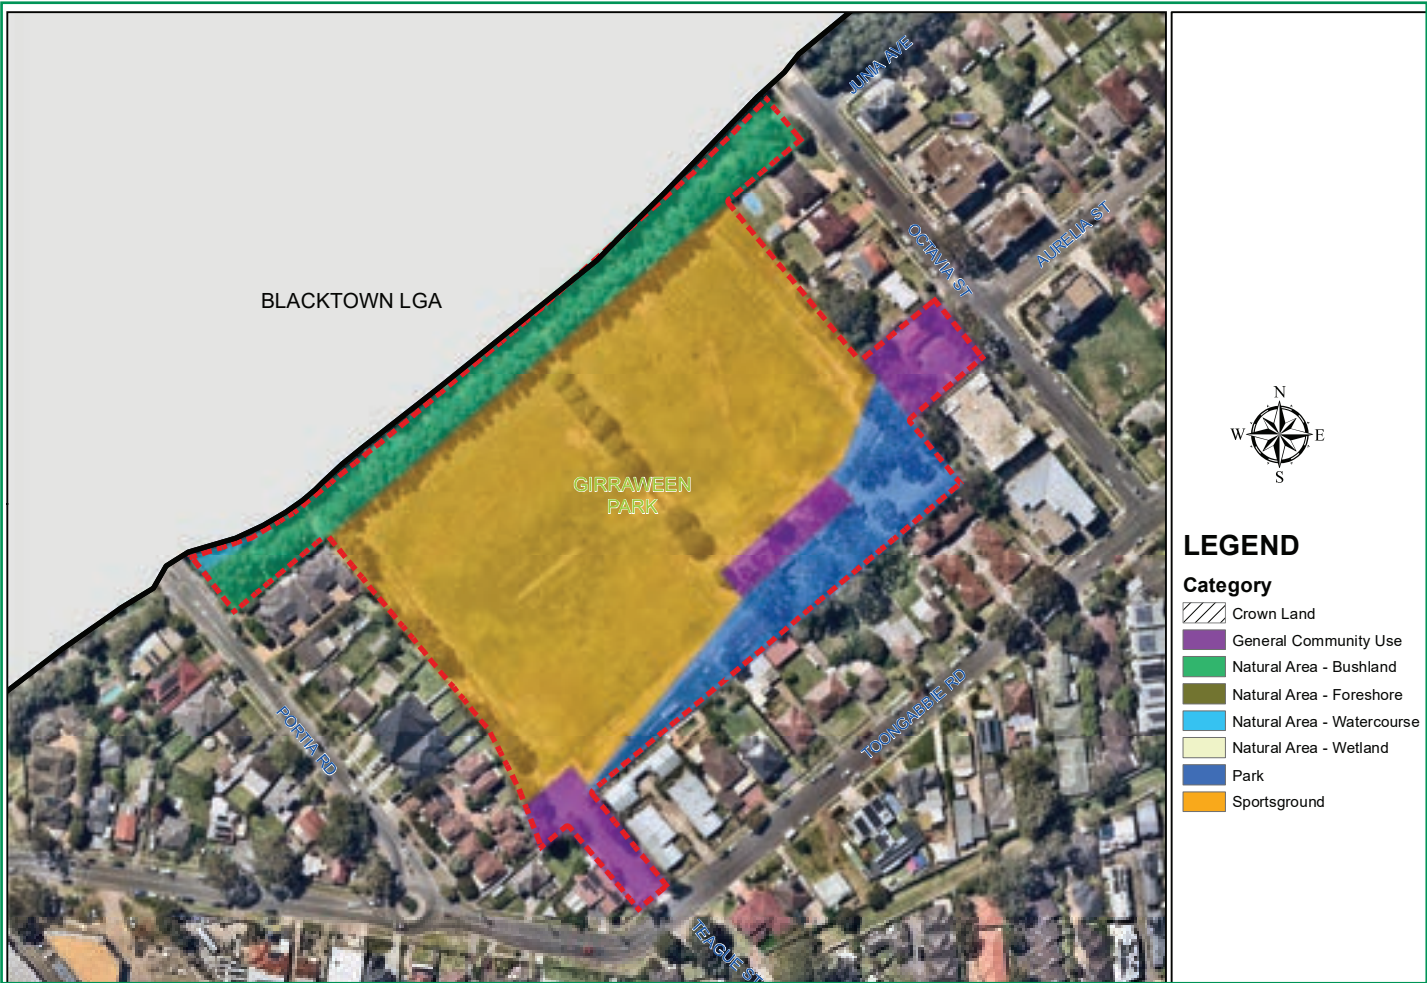 JUNIA AVE
OCTAVIA ST
AURELIA ST
BLACKTOWN LGA
GIRRAWEEN
PARK
PORTIA RD
TOONGABBIE RD
TEAGUE ST
N
W
E
S
LEGEND
Category
Crown Land
General Community Use
Natural Area - Bushland
Natural Area - Foreshore
Natural Area - Watercourse
Natural Area - Wetland
Park
Sportsground